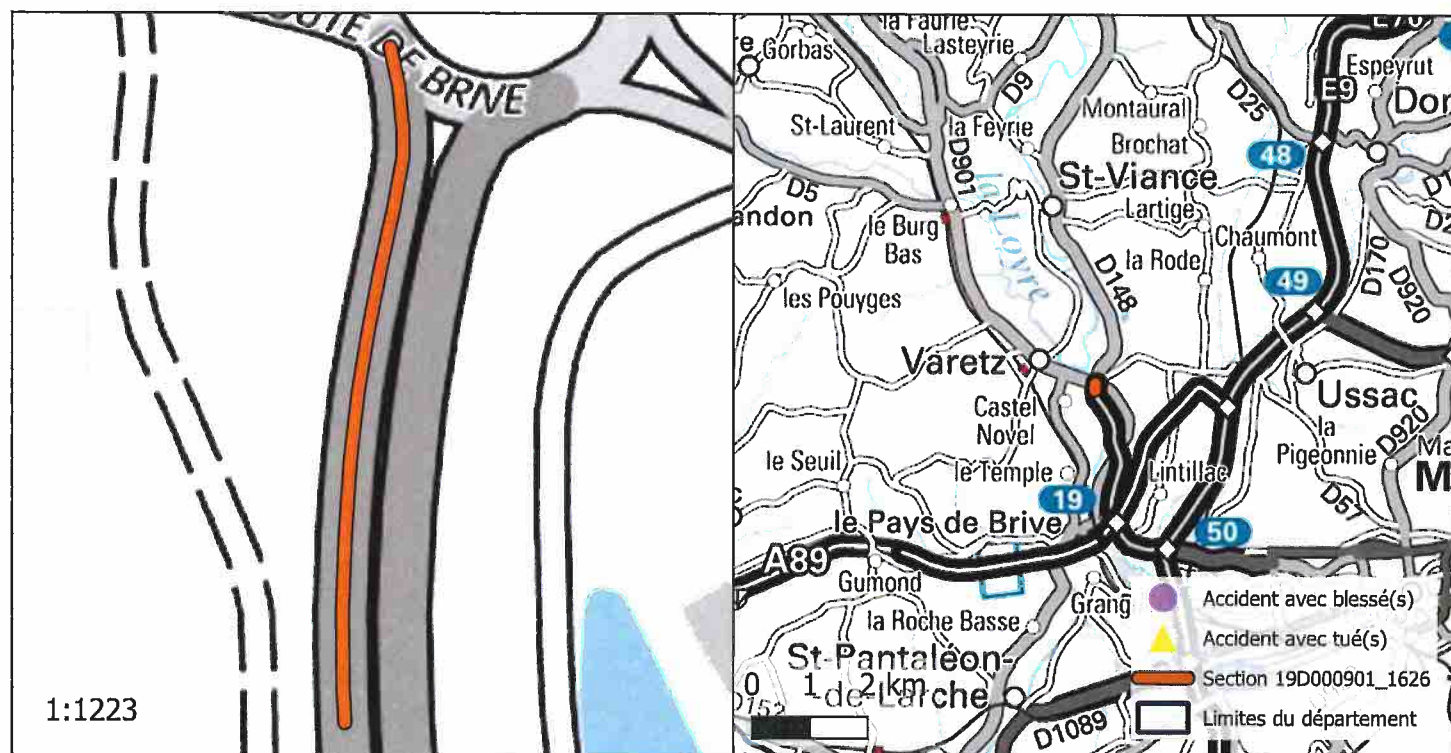 ROUTE DE BRIVE
1:1223
la Faurie
Lasteyrie
Gorbas
E70
Espeyrut
E9
D9
D25
Montaural
St-Laurent
la Feyrie
Brochat
48
D901
D5
St-Viance
Lartige
le Burg
Bas
la Loyre
Chaumont
la Rode
D170
D148
49
D920
les Pouyges
Varetz
Castel
Novel
Ussac
la
Pigeonnie
D920
le Seuil
le Temple
Lintillac
19
D57
le Pays de Brive
50
A89
Gumond
la Roche Basse
St-Pantaléon-
de-Larche
0 1 2 km
D152
D1089
Accident avec blessé(s)
Accident avec tué(s)
Section 19D000901_1626
Limites du département